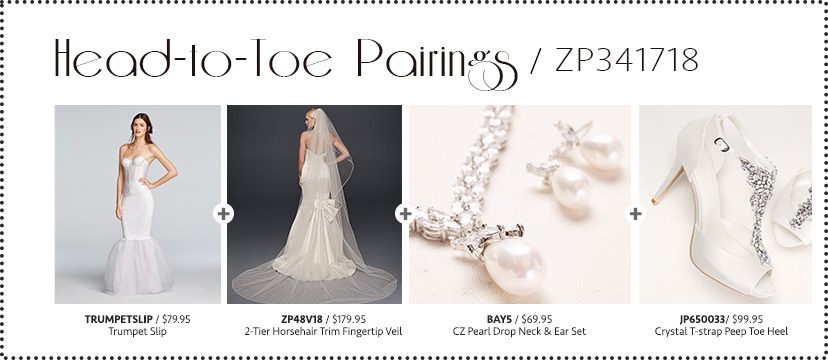 Head-to-Toe Pairings / ZP341718
TRUMPETSLIP / $79.95
Trumpet Slip
ZP48V18 / $179.95
2-Tier Horsehair Trim Fingertip Veil
BAY5 / $69.95
CZ Pearl Drop Neck & Ear Set
JP650033/ $99.95
Crystal T-strap Peep Toe Heel